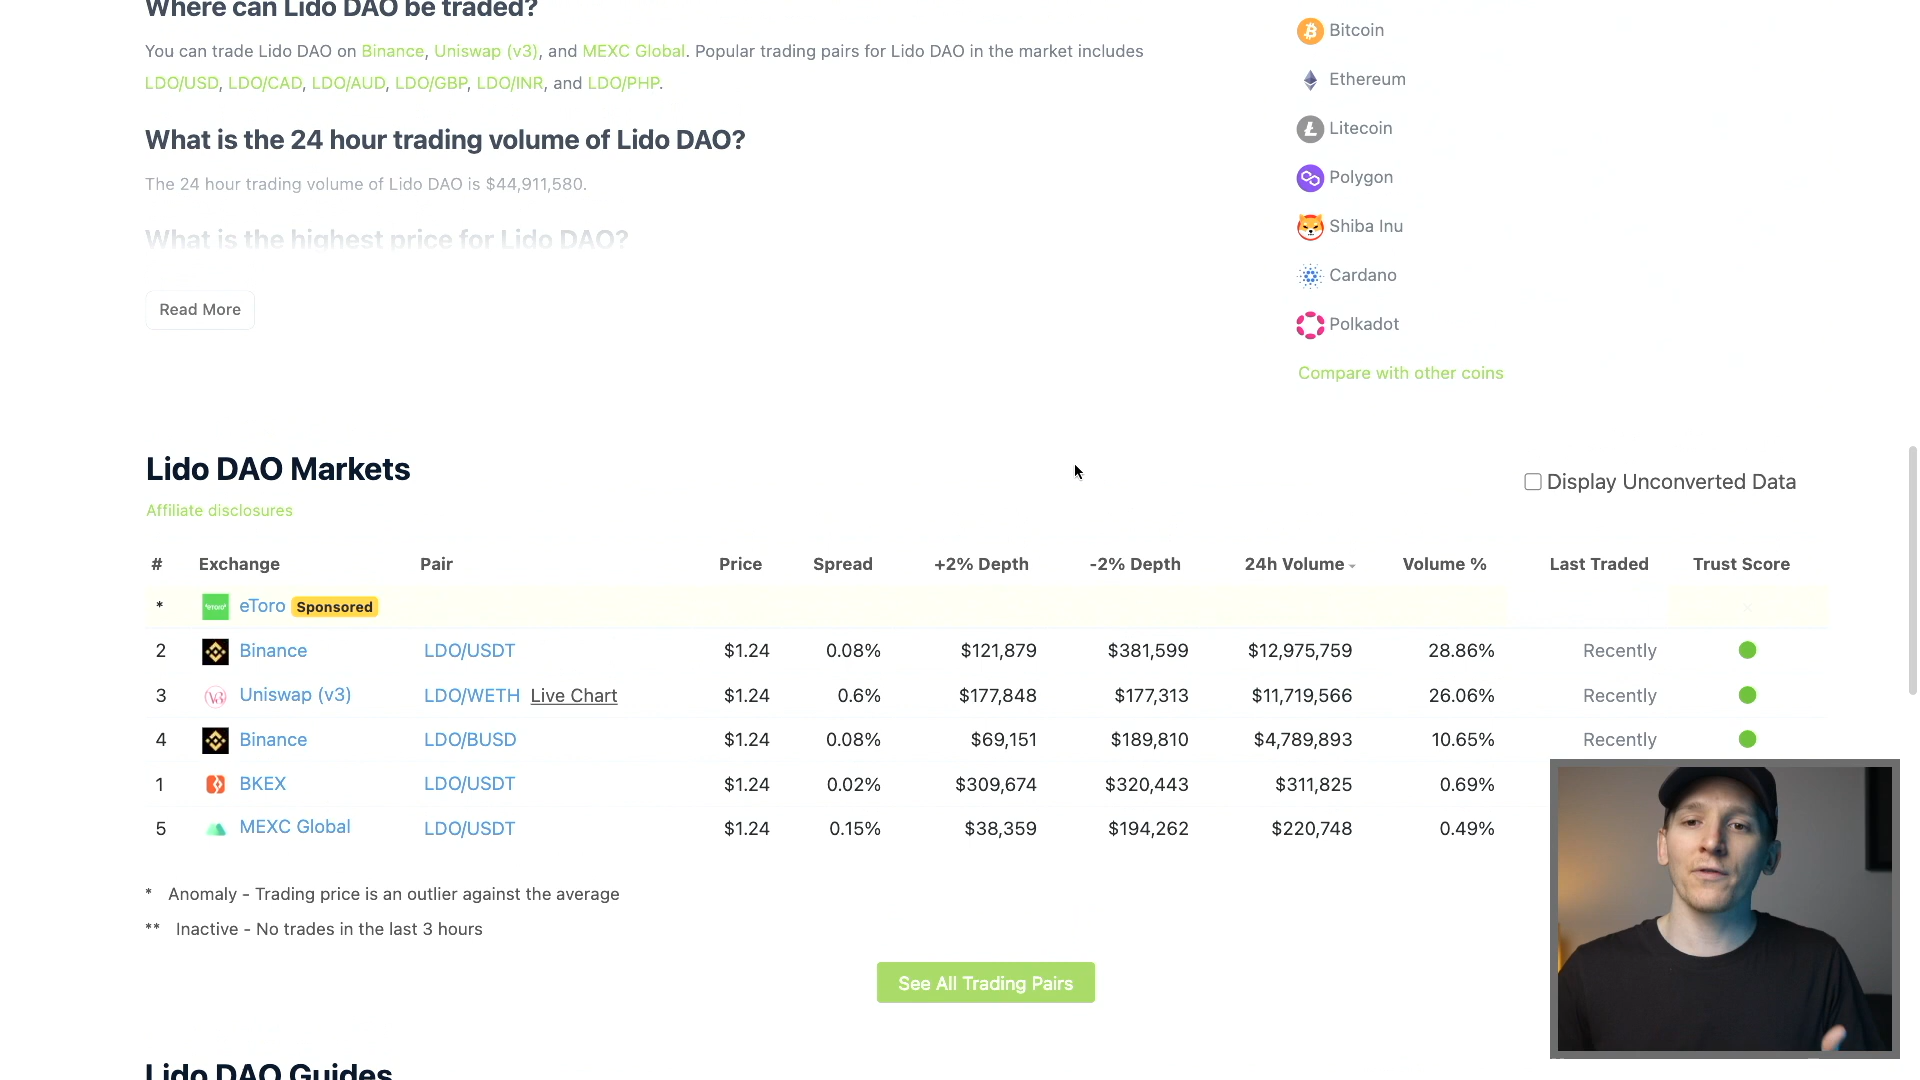 Where can Lido DAO be traded?
You can trade Lido DAO on Binance, Uniswap (v3), and MEXC Global. Popular trading pairs for Lido DAO in the market includes
LDO/USD, LDO/CAD, LDO/AUD, LDO/GBP, LDO/INR, and LDO/PHP.
What is the 24 hour trading volume of Lido DAO?
The 24 hour trading volume of Lido DAO is $44,911,580.
What is the highest price for Lido DAO?
Read More
Bitcoin
Ethereum
Litecoin
Polygon
Shiba Inu
Cardano
Polkadot
Compare with other coins
Lido DAO Markets
Display Unconverted Data
Affiliate disclosures
# Exchange Pair Price Spread +2% Depth -2% Depth 24h Volume Volume % Last Traded Trust Score
* eToro Sponsored
2 Binance LDO/USDT $1.24 0.08% $121,879 $381,599 $12,975,759 28.86% Recently
3 Uniswap (v3) LDO/WETH Live Chart $1.24 0.6% $177,848 $177,313 $11,719,566 26.06% Recently
4 Binance LDO/BUSD $1.24 0.08% $69,151 $189,810 $4,789,893 10.65% Recently
1 BKEX LDO/USDT $1.24 0.02% $309,674 $320,443 $311,825 0.69%
5 MEXC Global LDO/USDT $1.24 0.15% $38,359 $194,262 $220,748 0.49%
* Anomaly - Trading price is an outlier against the average
** Inactive - No trades in the last 3 hours
See All Trading Pairs
Lido DAO Guides